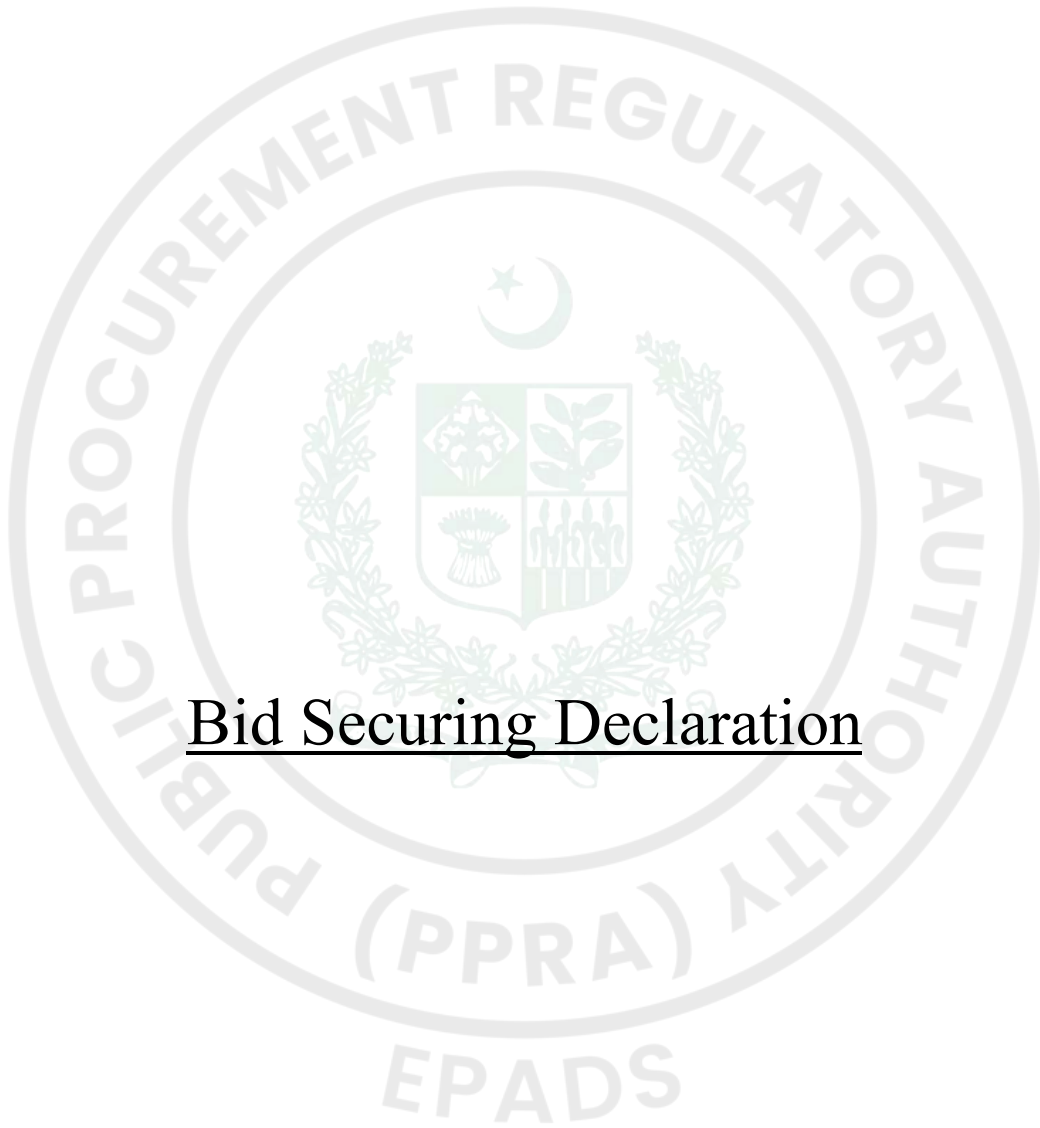 PUBLIC PROCUREMENT REGULATORY AUTHORITY
Bid Securing Declaration
(PPRA)
EPADS